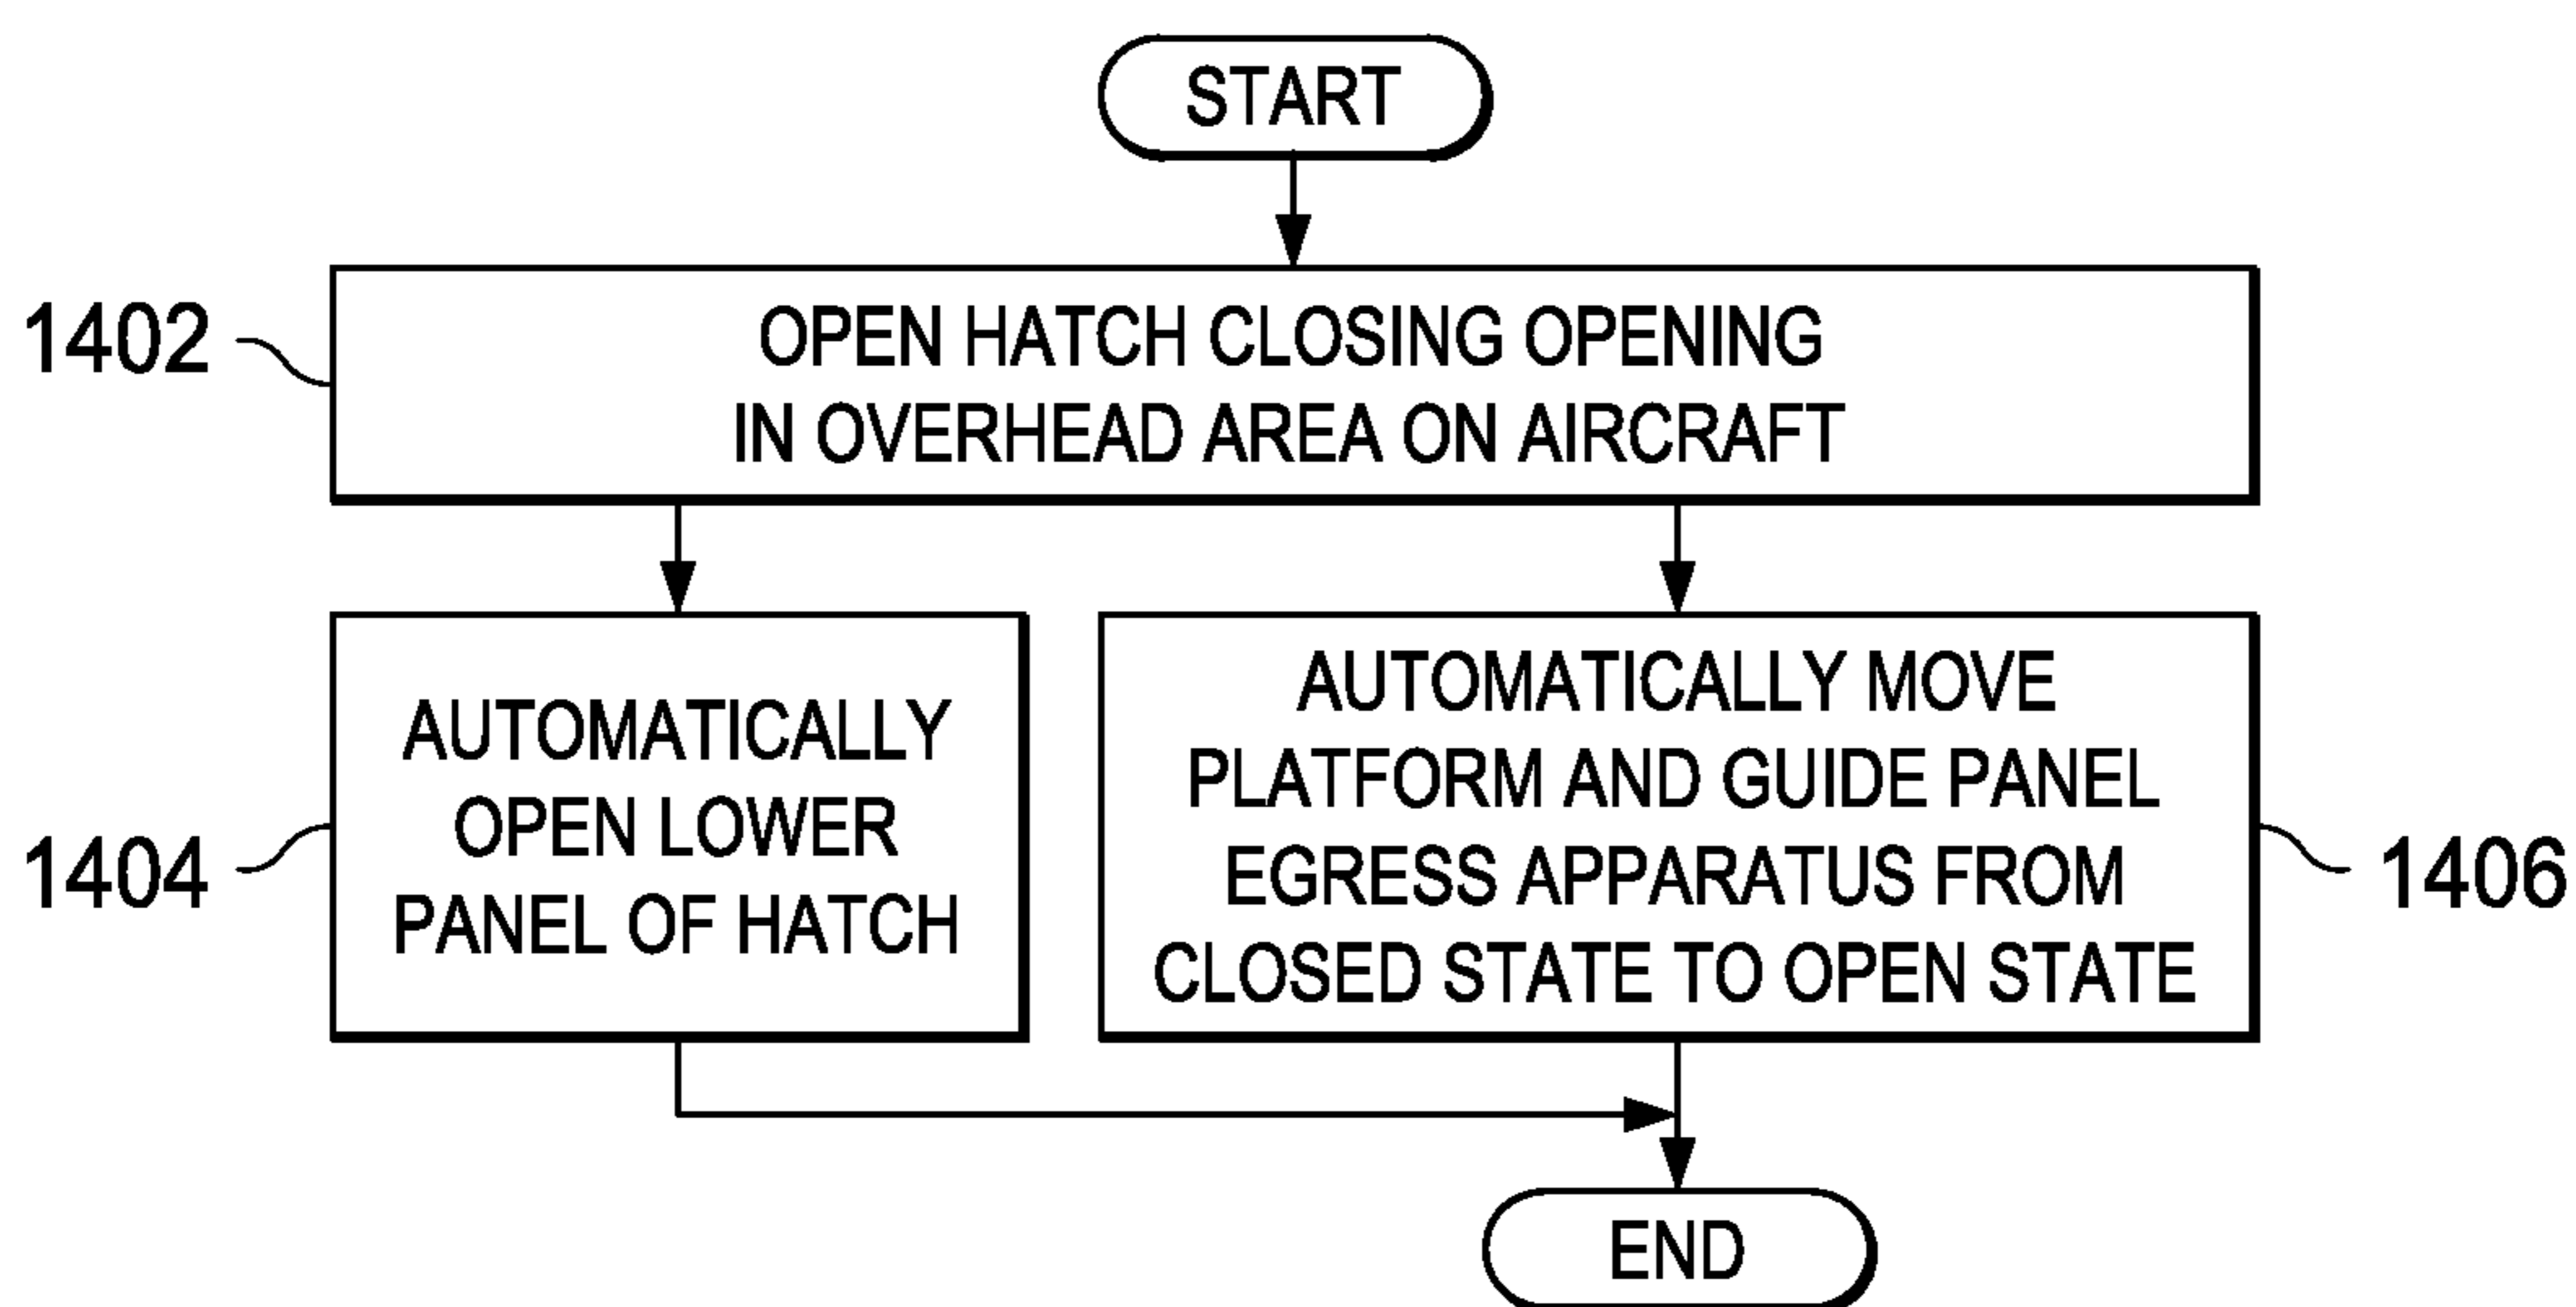 START
1402
OPEN HATCH CLOSING OPENING
IN OVERHEAD AREA ON AIRCRAFT
1404
AUTOMATICALLY
OPEN LOWER
PANEL OF HATCH
AUTOMATICALLY MOVE
PLATFORM AND GUIDE PANEL
EGRESS APPARATUS FROM
CLOSED STATE TO OPEN STATE
1406
END